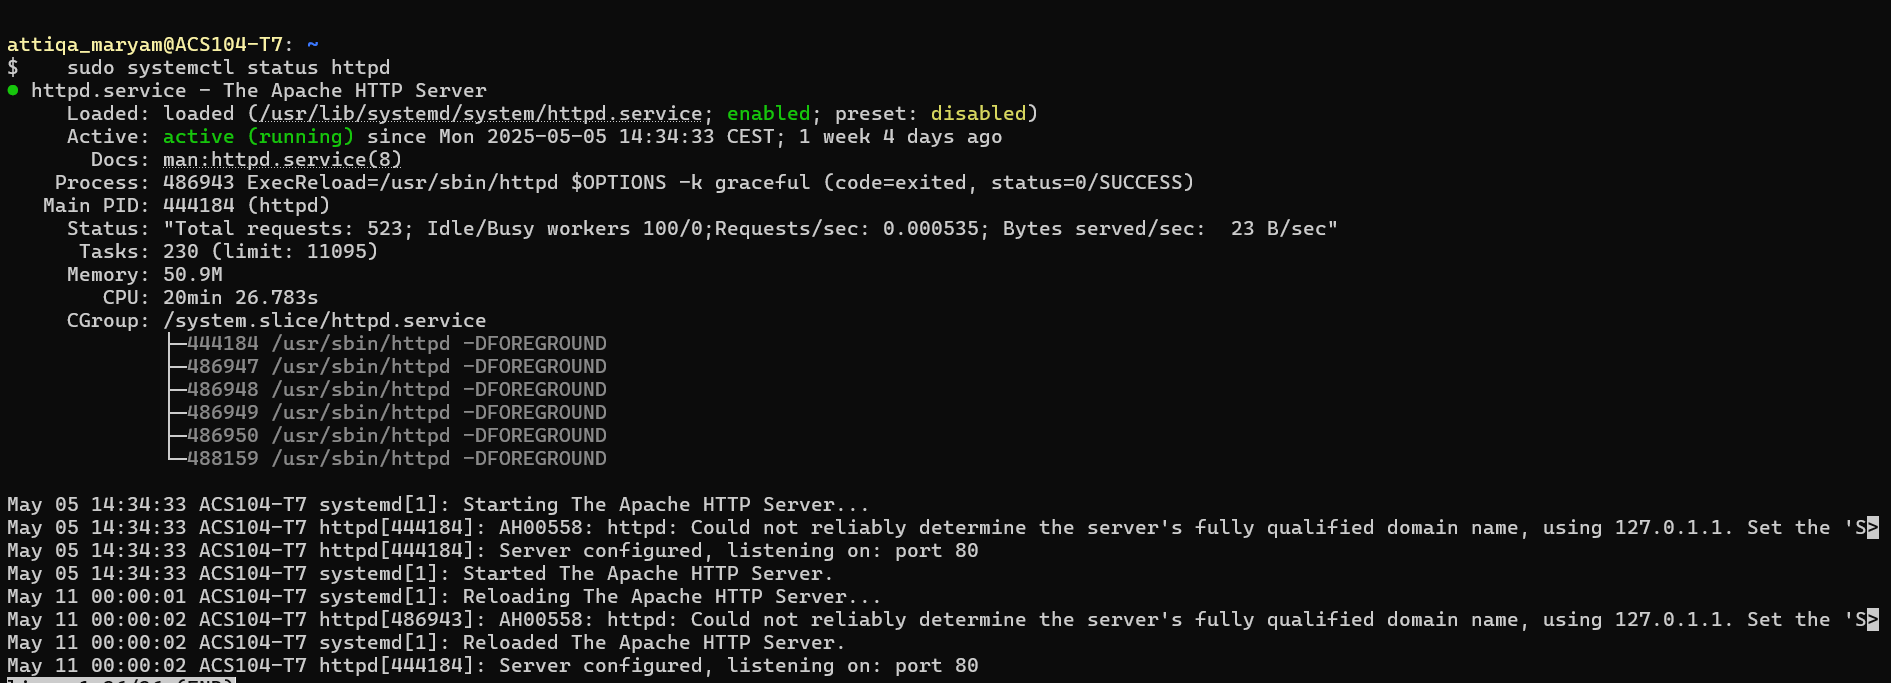 attiqa_maryam@ACS104-T7: ~
$    sudo systemctl status httpd
● httpd.service - The Apache HTTP Server
     Loaded: loaded (/usr/lib/systemd/system/httpd.service; enabled; preset: disabled)
     Active: active (running) since Mon 2025-05-05 14:34:33 CEST; 1 week 4 days ago
       Docs: man:httpd.service(8)
    Process: 486943 ExecReload=/usr/sbin/httpd $OPTIONS -k graceful (code=exited, status=0/SUCCESS)
   Main PID: 444184 (httpd)
     Status: "Total requests: 523; Idle/Busy workers 100/0;Requests/sec: 0.000535; Bytes served/sec:  23 B/sec"
      Tasks: 230 (limit: 11095)
     Memory: 50.9M
        CPU: 20min 26.783s
     CGroup: /system.slice/httpd.service
             ├─444184 /usr/sbin/httpd -DFOREGROUND
             ├─486947 /usr/sbin/httpd -DFOREGROUND
             ├─486948 /usr/sbin/httpd -DFOREGROUND
             ├─486949 /usr/sbin/httpd -DFOREGROUND
             ├─486950 /usr/sbin/httpd -DFOREGROUND
             └─488159 /usr/sbin/httpd -DFOREGROUND
May 05 14:34:33 ACS104-T7 systemd[1]: Starting The Apache HTTP Server...
May 05 14:34:33 ACS104-T7 httpd[444184]: AH00558: httpd: Could not reliably determine the server's fully qualified domain name, using 127.0.1.1. Set the 'S>
May 05 14:34:33 ACS104-T7 httpd[444184]: Server configured, listening on: port 80
May 05 14:34:33 ACS104-T7 systemd[1]: Started The Apache HTTP Server.
May 11 00:00:01 ACS104-T7 systemd[1]: Reloading The Apache HTTP Server...
May 11 00:00:02 ACS104-T7 httpd[486943]: AH00558: httpd: Could not reliably determine the server's fully qualified domain name, using 127.0.1.1. Set the 'S>
May 11 00:00:02 ACS104-T7 systemd[1]: Reloaded The Apache HTTP Server.
May 11 00:00:02 ACS104-T7 httpd[444184]: Server configured, listening on: port 80